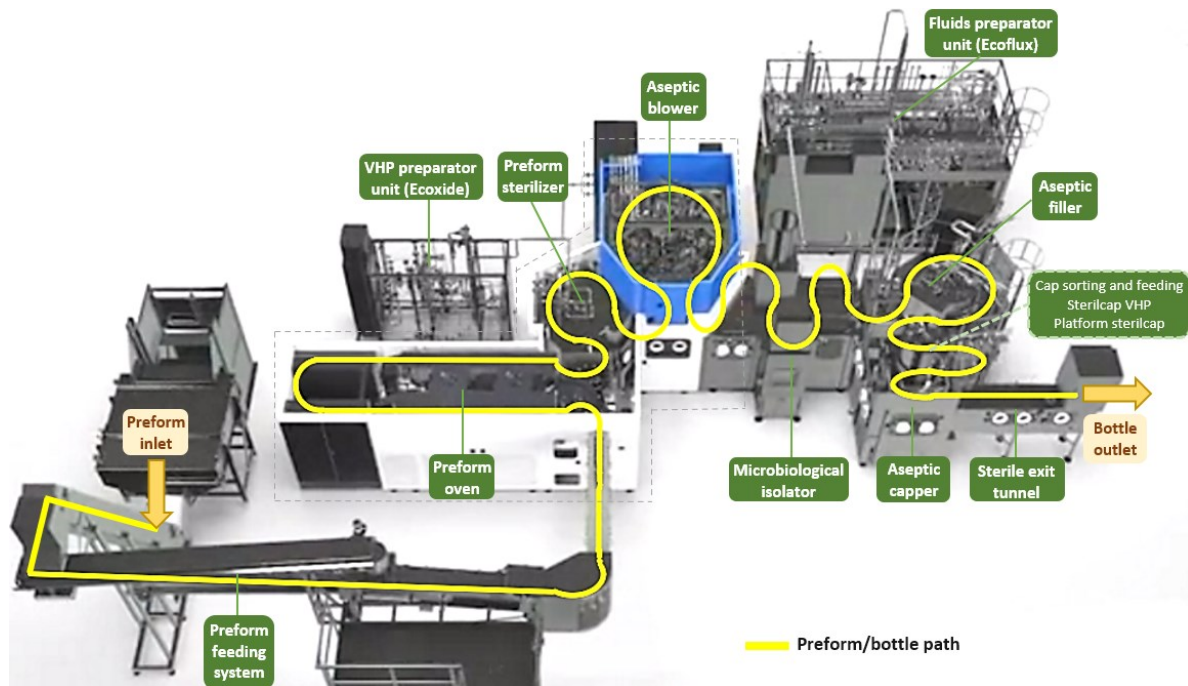 Fluids preparator
unit (Ecoflux)
Aseptic
blower
Preform
sterilizer
VHP preparator
unit (Ecoxide)
Aseptic
filler
Cap sorting and feeding
Sterilcap VHP
Platform sterilcap
Preform
inlet
Preform
oven
Microbiological
isolator
Aseptic
capper
Sterile exit
tunnel
Bottle
outlet
Preform
feeding
system
Preform/bottle path